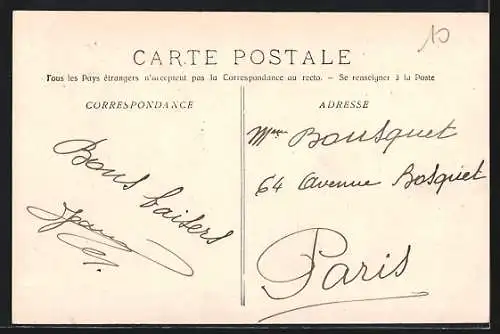 10
CARTE POSTALE
Tous les Pays étrangers n'acceptent pas la Correspondance au recto. - Se renseigner à la Poste
CORRESPONDANCE
Bons baisers
ADRESSE
Mme Bousquet
64 Avenue Bosquet
Paris